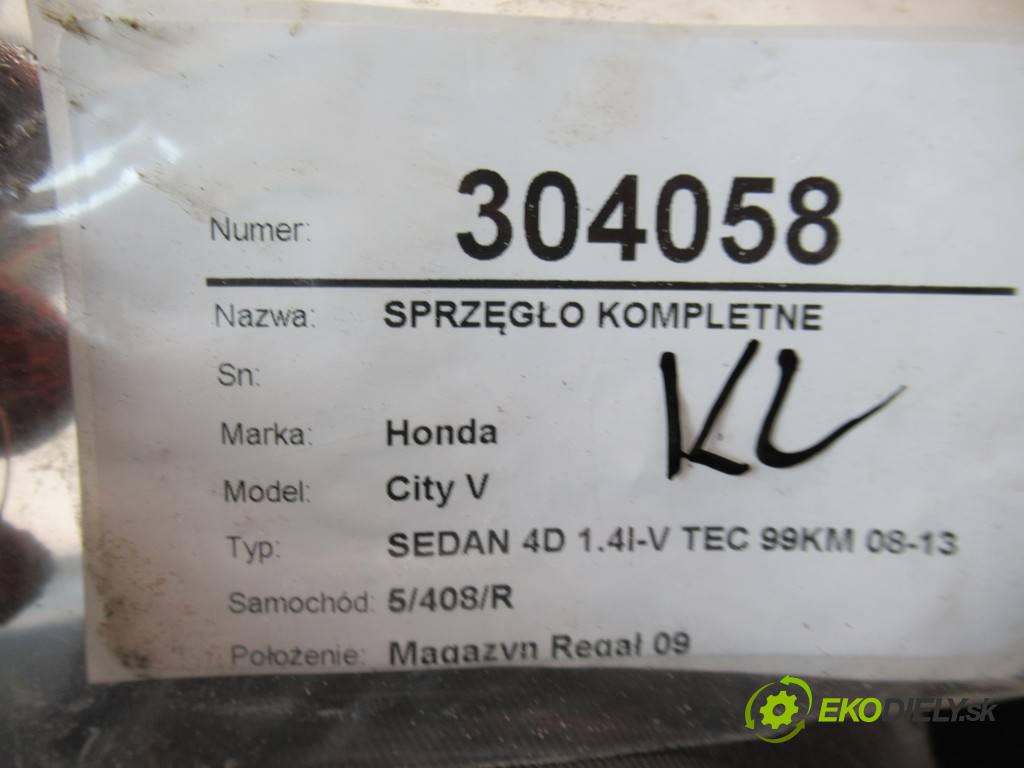 Numer: 304058
Nazwa: SPRZĘGŁO KOMPLETNE
Sn:
KL
Marka: Honda
Model: City V
Typ: SEDAN 4D 1.4I-V TEC 99KM 08-13
Samochód: 5/408/R
Położenie: Magazyn Regał 09
EKODIELY.sk